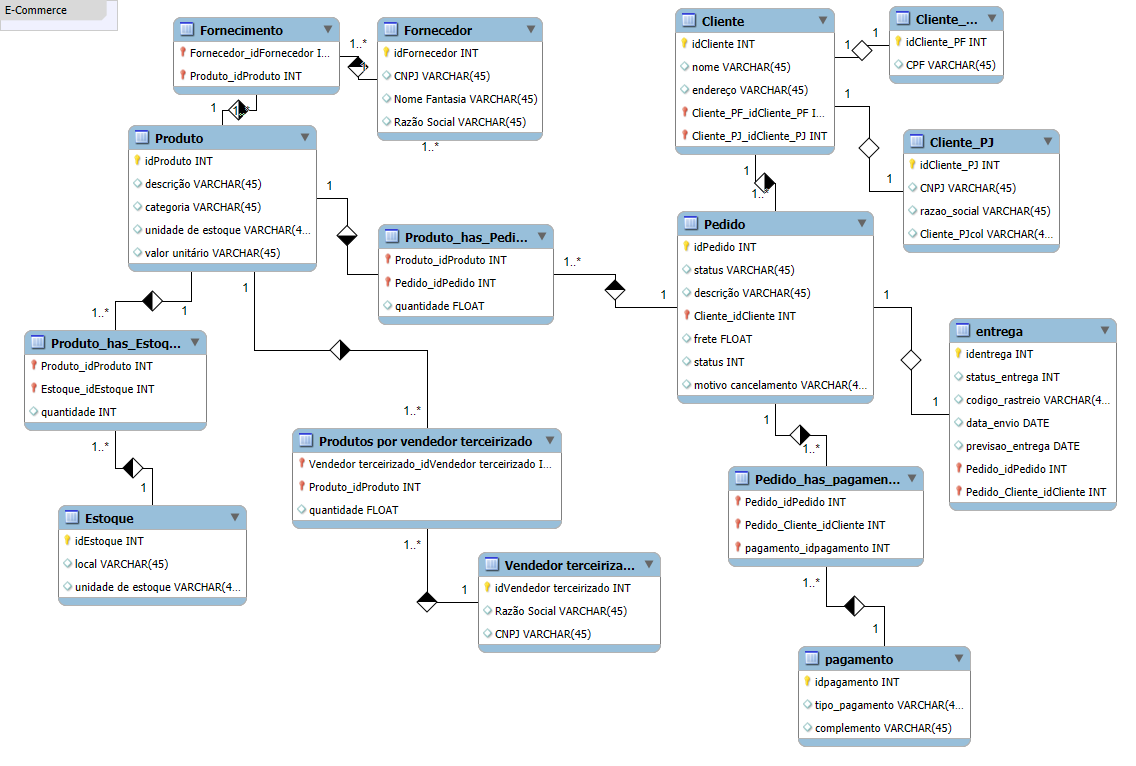 E-Commerce
Fornecimento
Fornecedor_idFornecedor I...
Produto_idProduto INT
1..*
1
Fornecedor
idFornecedor INT
CNPJ VARCHAR(45)
Nome Fantasia VARCHAR(45)
Razão Social VARCHAR(45)
1..*
1
1..*
Produto
idProduto INT
descrição VARCHAR(45)
categoria VARCHAR(45)
unidade de estoque VARCHAR(4...
valor unitário VARCHAR(45)
1
1
1
1..*
Produto_has_Pedi...
Produto_idProduto INT
Pedido_idPedido INT
quantidade FLOAT
1..*
1
Produto_has_Estoq...
Produto_idProduto INT
Estoque_idEstoque INT
quantidade INT
1..*
1
Estoque
idEstoque INT
local VARCHAR(45)
unidade de estoque VARCHAR(4...
1..*
Produtos por vendedor terceirizado
Vendedor terceirizado_idVendedor terceirizado I...
Produto_idProduto INT
quantidade FLOAT
1..*
1
Vendedor terceiriza...
idVendedor terceirizado INT
Razão Social VARCHAR(45)
CNPJ VARCHAR(45)
Cliente
idCliente INT
nome VARCHAR(45)
endereço VARCHAR(45)
Cliente_PF_idCliente_PF I...
Cliente_PJ_idCliente_PJ INT
1
1
Cliente_...
idCliente_PF INT
CPF VARCHAR(45)
1
1
Cliente_PJ
idCliente_PJ INT
CNPJ VARCHAR(45)
razao_social VARCHAR(45)
Cliente_PJcol VARCHAR(4...
1
1..*
Pedido
idPedido INT
status VARCHAR(45)
descrição VARCHAR(45)
Cliente_idCliente INT
frete FLOAT
status INT
motivo cancelamento VARCHAR(4...
1
1
entrega
identrega INT
status_entrega INT
codigo_rastreio VARCHAR(4...
data_envio DATE
previsao_entrega DATE
Pedido_idPedido INT
Pedido_Cliente_idCliente INT
1
1..*
Pedido_has_pagamen...
Pedido_idPedido INT
Pedido_Cliente_idCliente INT
pagamento_idpagamento INT
1..*
1
pagamento
idpagamento INT
tipo_pagamento VARCHAR(4...
complemento VARCHAR(45)